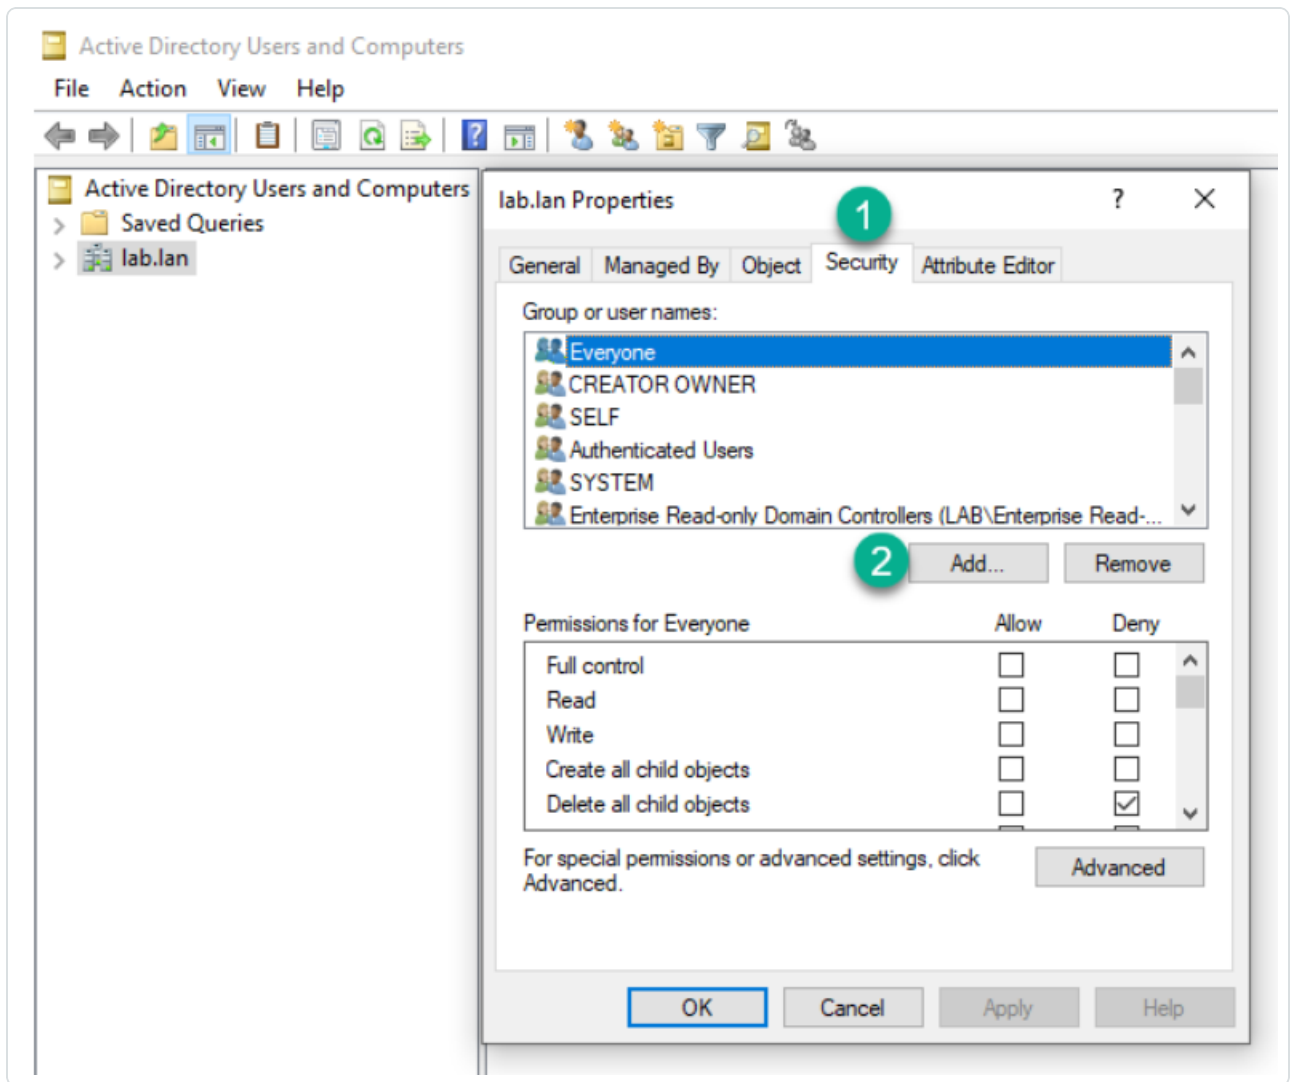 Active Directory Users and Computers
File Action View Help
Active Directory Users and Computers
Saved Queries
lab.lan
lab.lan Properties ?
1
General Managed By Object Security Attribute Editor
Group or user names:
Everyone
CREATOR OWNER
SELF
Authenticated Users
SYSTEM
Enterprise Read-only Domain Controllers (LAB\Enterprise Read-...
2 Add... Remove
Permissions for Everyone Allow Deny
Full control
Read
Write
Create all child objects
Delete all child objects
For special permissions or advanced settings, click
Advanced.
Advanced
OK Cancel Apply Help